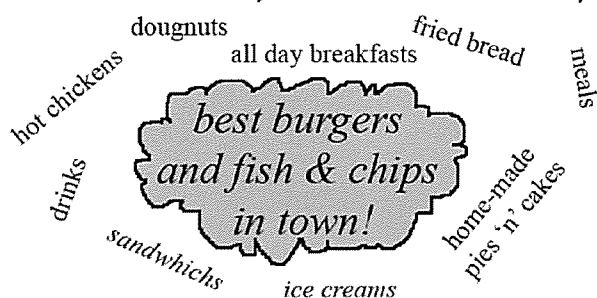 dougnuts
fried bread
all day breakfasts
meals
hot chickens
best burgers
and fish & chips
in town!
drinks
home-made
pies ‘n’ cakes
sandwhichs
ice creams